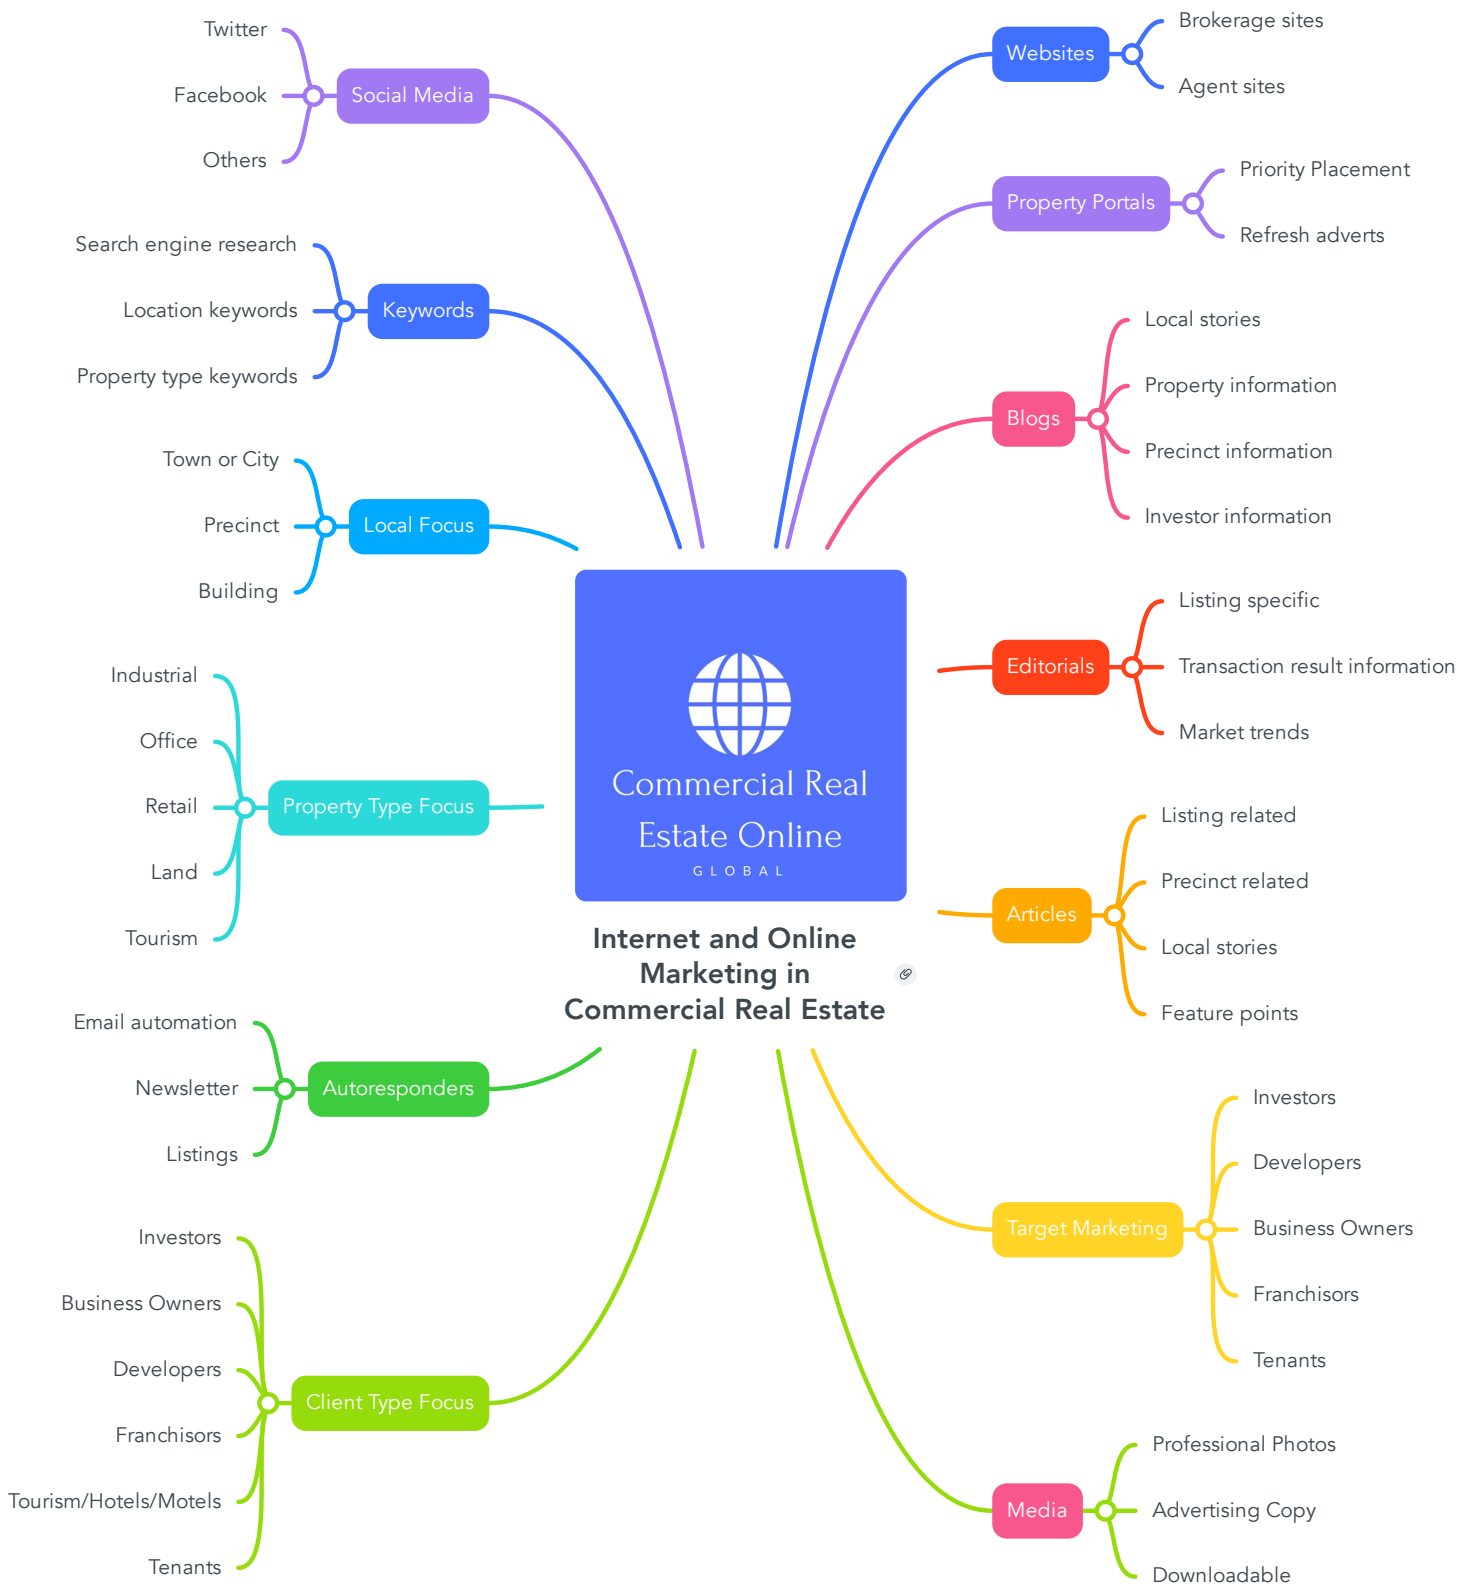 Commercial Real
Estate Online
GLOBAL
Internet and Online
Marketing in
Commercial Real Estate
Websites
Brokerage sites
Agent sites
Property Portals
Priority Placement
Refresh adverts
Blogs
Local stories
Property information
Precinct information
Investor information
Editorials
Listing specific
Transaction result information
Market trends
Articles
Listing related
Precinct related
Local stories
Feature points
Target Marketing
Investors
Developers
Business Owners
Franchisors
Tenants
Media
Professional Photos
Advertising Copy
Downloadable
Social Media
Twitter
Facebook
Others
Keywords
Search engine research
Location keywords
Property type keywords
Local Focus
Town or City
Precinct
Building
Property Type Focus
Industrial
Office
Retail
Land
Tourism
Autoresponders
Email automation
Newsletter
Listings
Client Type Focus
Investors
Business Owners
Developers
Franchisors
Tourism/Hotels/Motels
Tenants